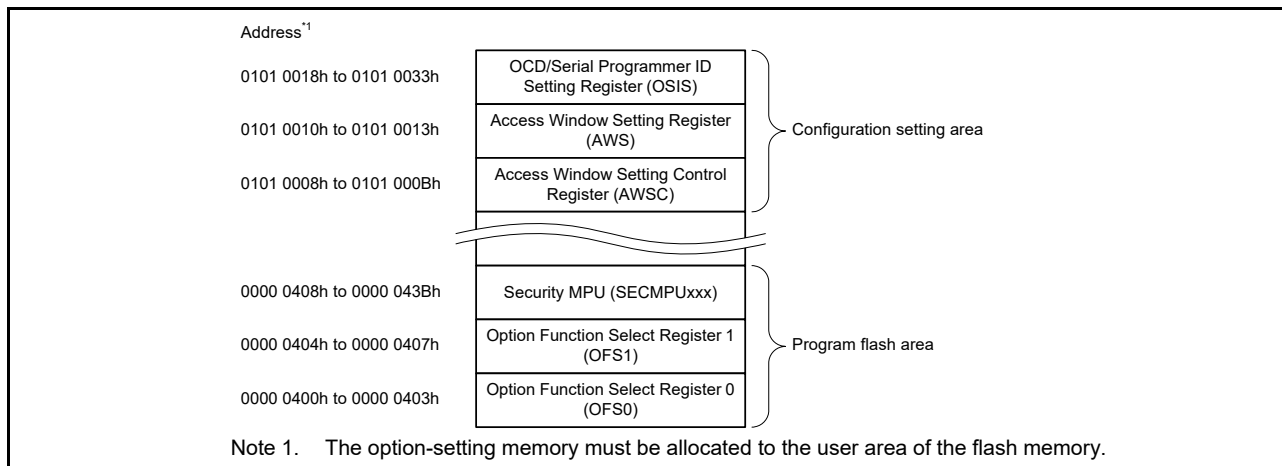 Address*1
0101 0018h to 0101 0033h
OCD/Serial Programmer ID
Setting Register (OSIS)
0101 0010h to 0101 0013h
Access Window Setting Register
(AWS)
Configuration setting area
0101 0008h to 0101 000Bh
Access Window Setting Control
Register (AWSC)
0000 0408h to 0000 043Bh
Security MPU (SECMPUxxx)
0000 0404h to 0000 0407h
Option Function Select Register 1
(OFS1)
Program flash area
0000 0400h to 0000 0403h
Option Function Select Register 0
(OFS0)
Note 1. The option-setting memory must be allocated to the user area of the flash memory.